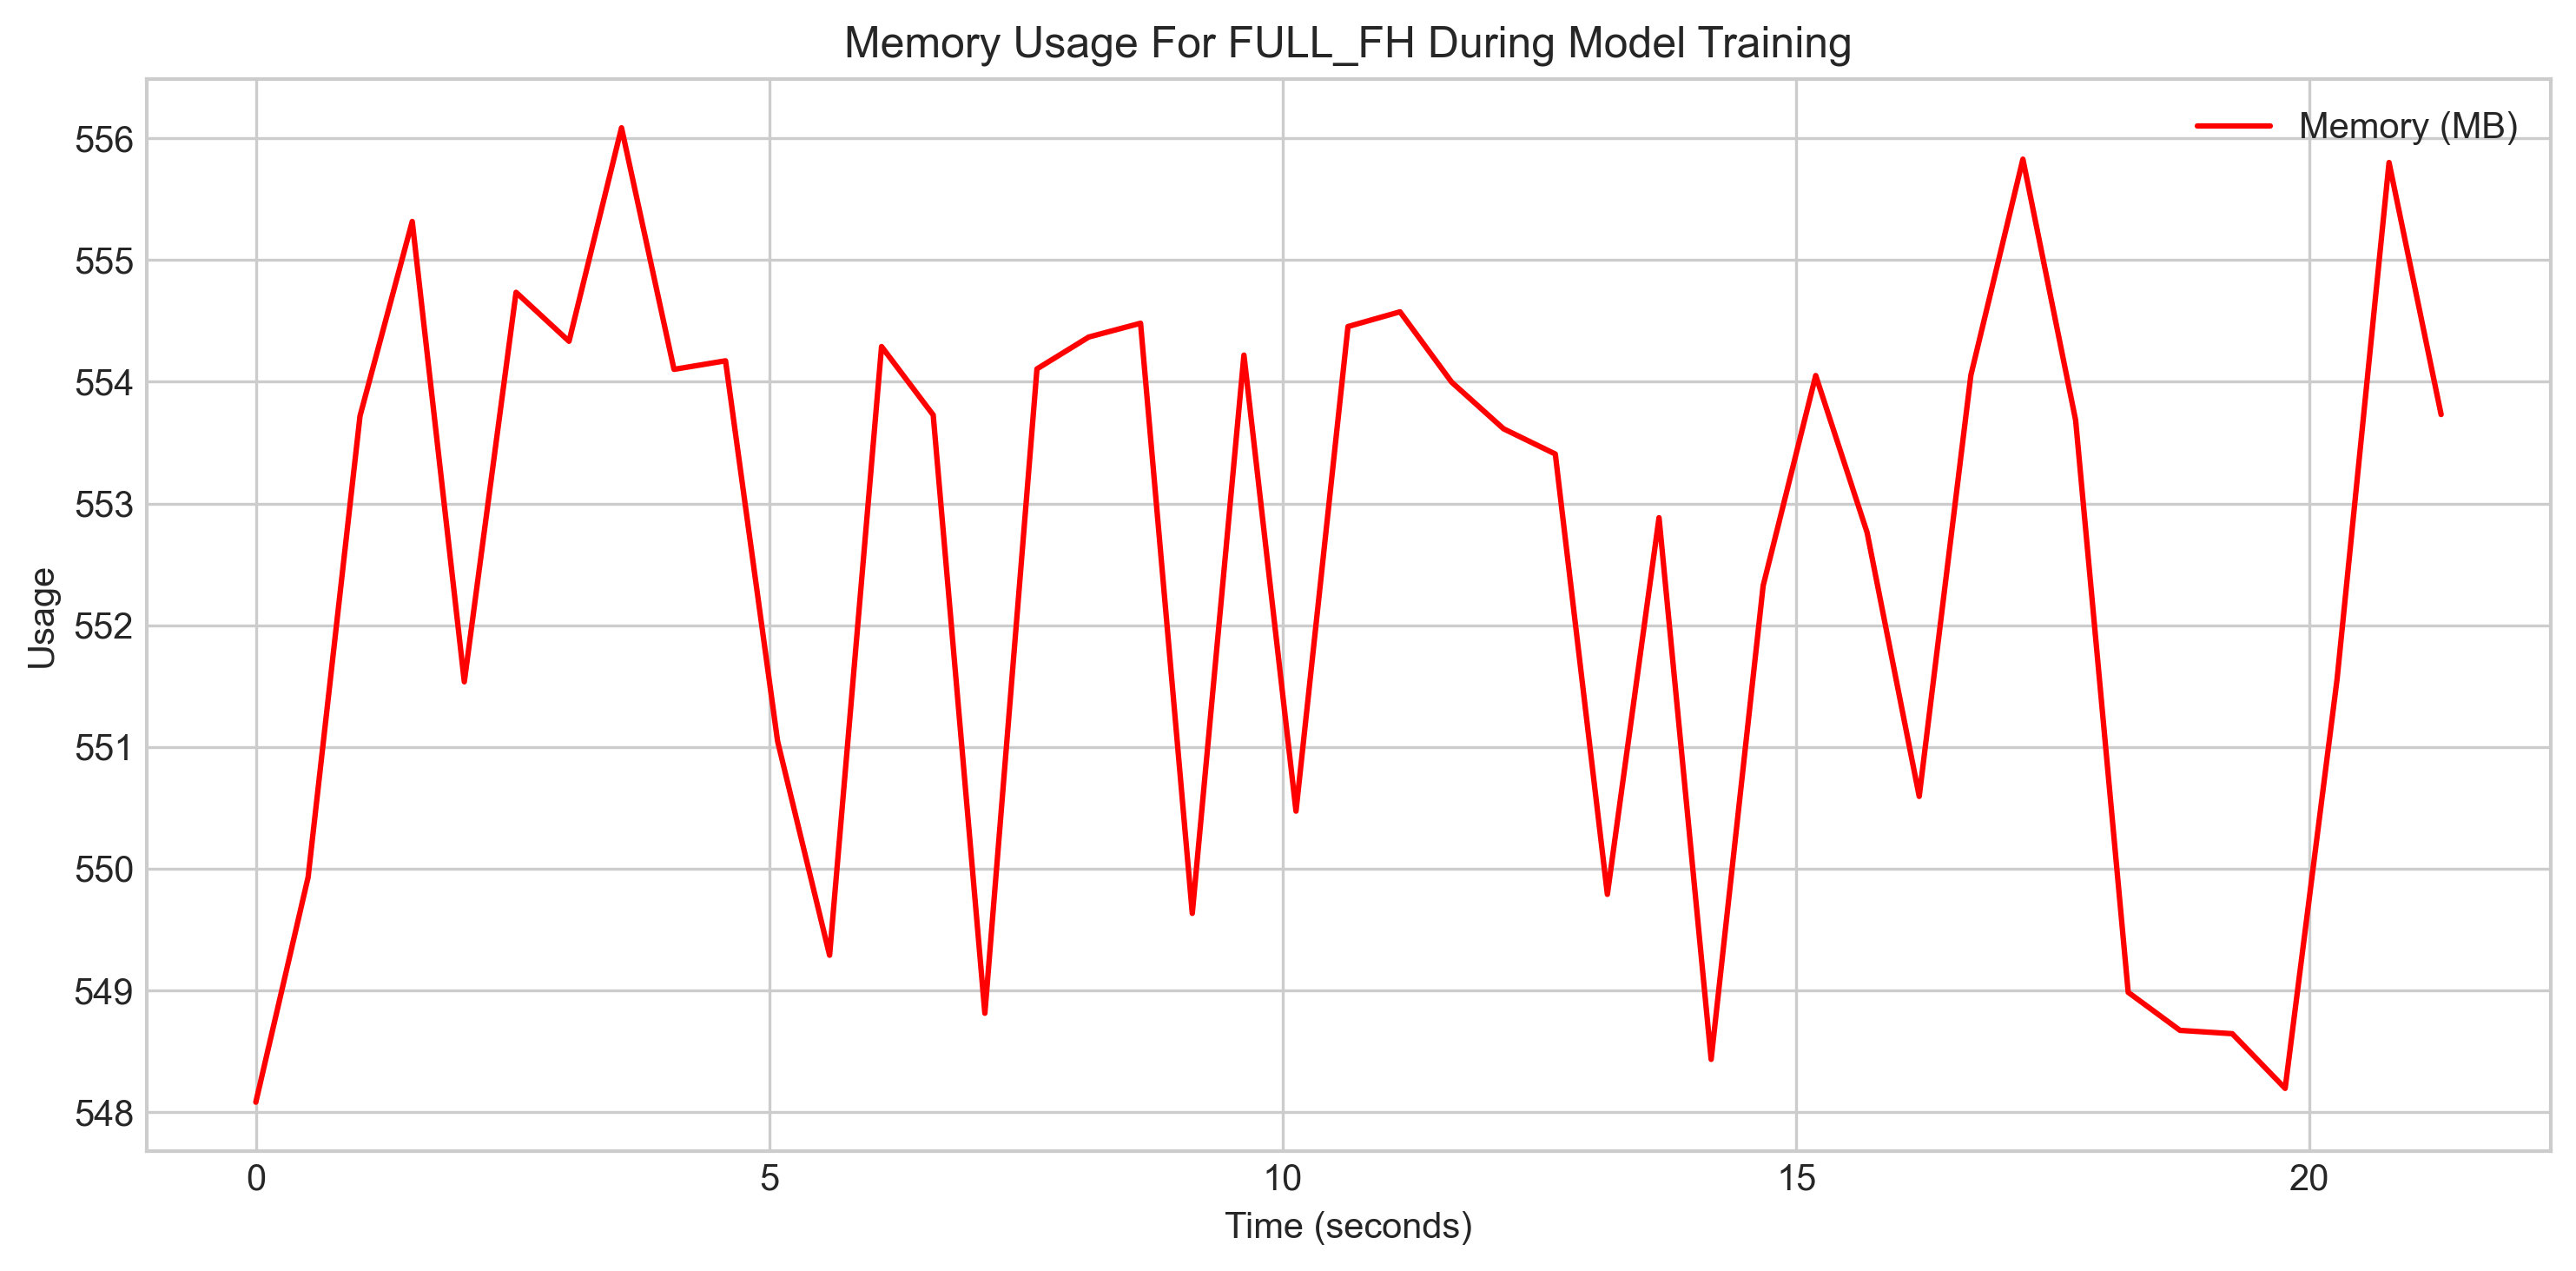 Memory Usage For FULL_FH During Model Training
Memory (MB)
556
555
554
553
552
551
550
549
548
Usage
0 5 10 15 20
Time (seconds)